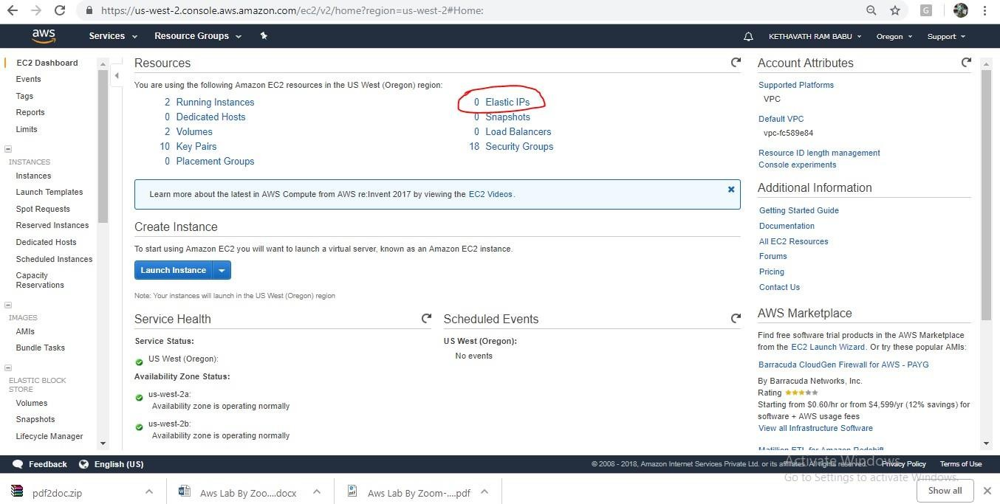 https://us-west-2.console.aws.amazon.com/ec2/v2/home?region=us-west-2#Home:
G
aws
Services
Resource Groups
KETHAVATH RAM BABU
Oregon
Support
EC2 Dashboard
Events
Tags
Reports
Limits
INSTANCES
Instances
Launch Templates
Spot Requests
Reserved Instances
Dedicated Hosts
Scheduled Instances
Capacity
Reservations
IMAGES
AMIs
Bundle Tasks
ELASTIC BLOCK
STORE
Volumes
Snapshots
Lifecycle Manager
Resources
You are using the following Amazon EC2 resources in the US West (Oregon) region:
2 Running Instances
0 Dedicated Hosts
2 Volumes
10 Key Pairs
0 Placement Groups
0 Elastic IPs
0 Snapshots
0 Load Balancers
18 Security Groups
Learn more about the latest in AWS Compute from AWS re:Invent 2017 by viewing the EC2 Videos.
Create Instance
To start using Amazon EC2 you will want to launch a virtual server, known as an Amazon EC2 instance.
Launch Instance
Note: Your instances will launch in the US West (Oregon) region
Service Health
Service Status:
US West (Oregon):
Availability Zone Status:
us-west-2a:
Availability zone is operating normally
us-west-2b:
Availability zone is operating normally
Scheduled Events
US West (Oregon):
No events
Account Attributes
Supported Platforms
VPC
Default VPC
vpc-fc589e84
Resource ID length management
Console experiments
Additional Information
Getting Started Guide
Documentation
All EC2 Resources
Forums
Pricing
Contact Us
AWS Marketplace
Find free software trial products in the AWS Marketplace
from the EC2 Launch Wizard. Or try these popular AMIs:
Barracuda CloudGen Firewall for AWS - PAYG
By Barracuda Networks, Inc.
Rating
Starting from $0.60/hr or from $4,599/yr (12% savings) for
software + AWS usage fees
View all Infrastructure Software
Matillion ETL for Amazon Redshift
Feedback
English (US)
© 2008 - 2018, Amazon Internet Services Private Ltd. or its affiliates. All rights reserved.
Privacy Policy
Terms of Use
Activate Windows
Go to Settings to activate Windows.
pdf2doc.zip
Aws Lab By Zoo....docx
Aws Lab By Zoom-....pdf
Show all